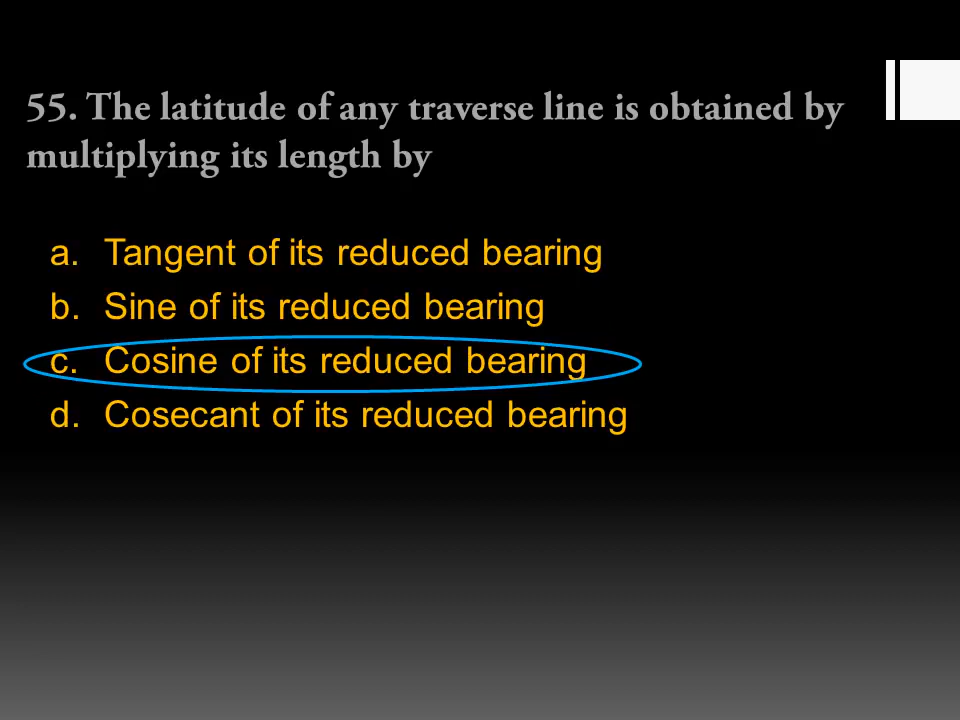 55. The latitude of any traverse line is obtained by
multiplying its length by
a. Tangent of its reduced bearing
b. Sine of its reduced bearing
c. Cosine of its reduced bearing
d. Cosecant of its reduced bearing